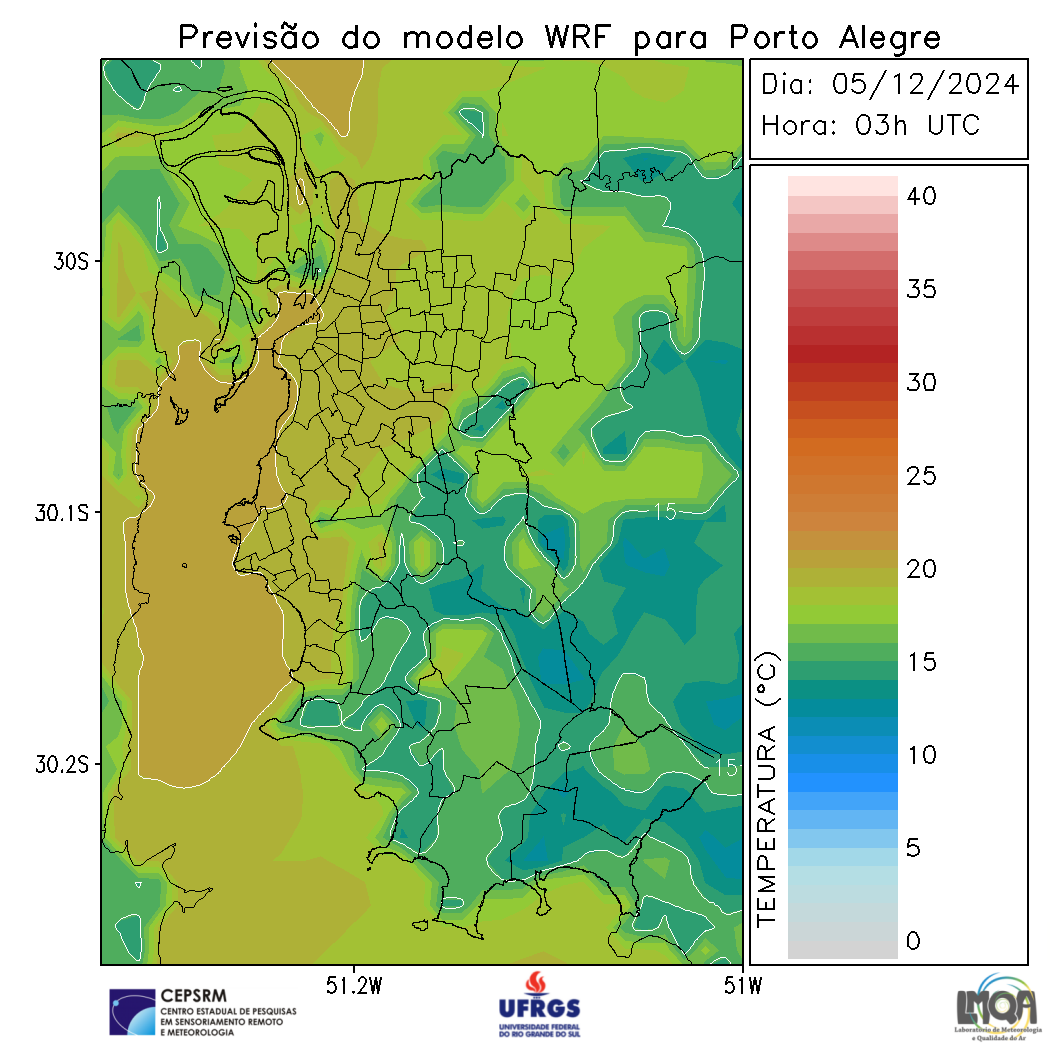 Previsão do modelo WRF para Porto Alegre
Dia: 05/12/2024
Hora: 03h UTC
40
35
30
25
20
15
10
5
0
TEMPERATURA (°C)
30S
30.1S
30.2S
51.2W
51W
15
15
CEPSRM
CENTRO ESTADUAL DE PESQUISAS
EM SENSORIAMENTO REMOTO
E METEOROLOGIA
UFRGS
UNIVERSIDADE FEDERAL
DO RIO GRANDE DO SUL
LMQA
Laboratório de Meteorologia
e Qualidade do Ar